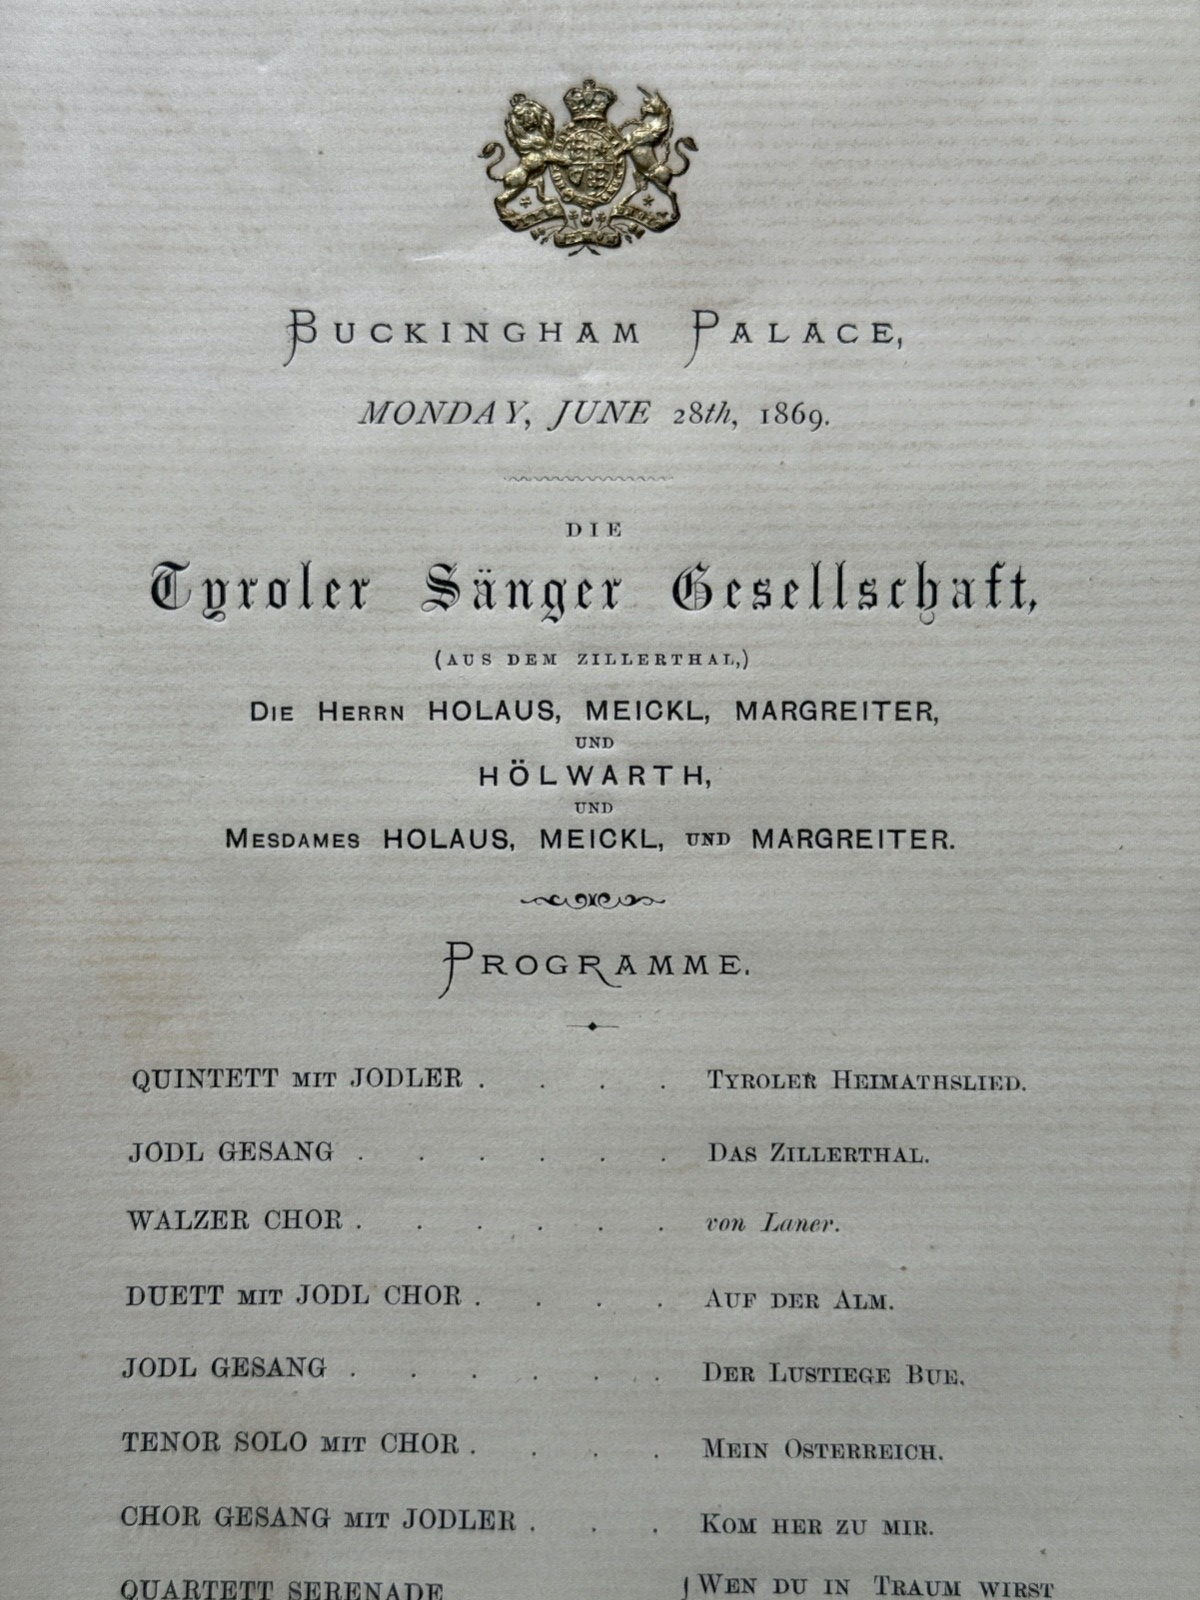 Buckingham Palace,
MONDAY, JUNE 28th, 1869.
DIE
Tyroler Sänger Gesellschaft,
(AUS DEM ZILLERTHAL,)
Die Herrn HOLAUS, MEICKL, MARGREITER,
UND
HÖLWARTH,
UND
Mesdames HOLAUS, MEICKL, UND MARGREITER.
Programme.
QUINTETT MIT JODLER . . . . Tyroler Heimathslied.
JODL GESANG . . . . . . Das Zillerthal.
WALZER CHOR . . . . . . von Laner.
DUETT MIT JODL CHOR . . . . Auf der Alm.
JODL GESANG . . . . . . Der Lustiege Bue.
TENOR SOLO MIT CHOR . . . . Mein Osterreich.
CHOR GESANG MIT JODLER . . . Kom her zu mir.
QUARTETT SERENADE { Wen du in Traum wirst